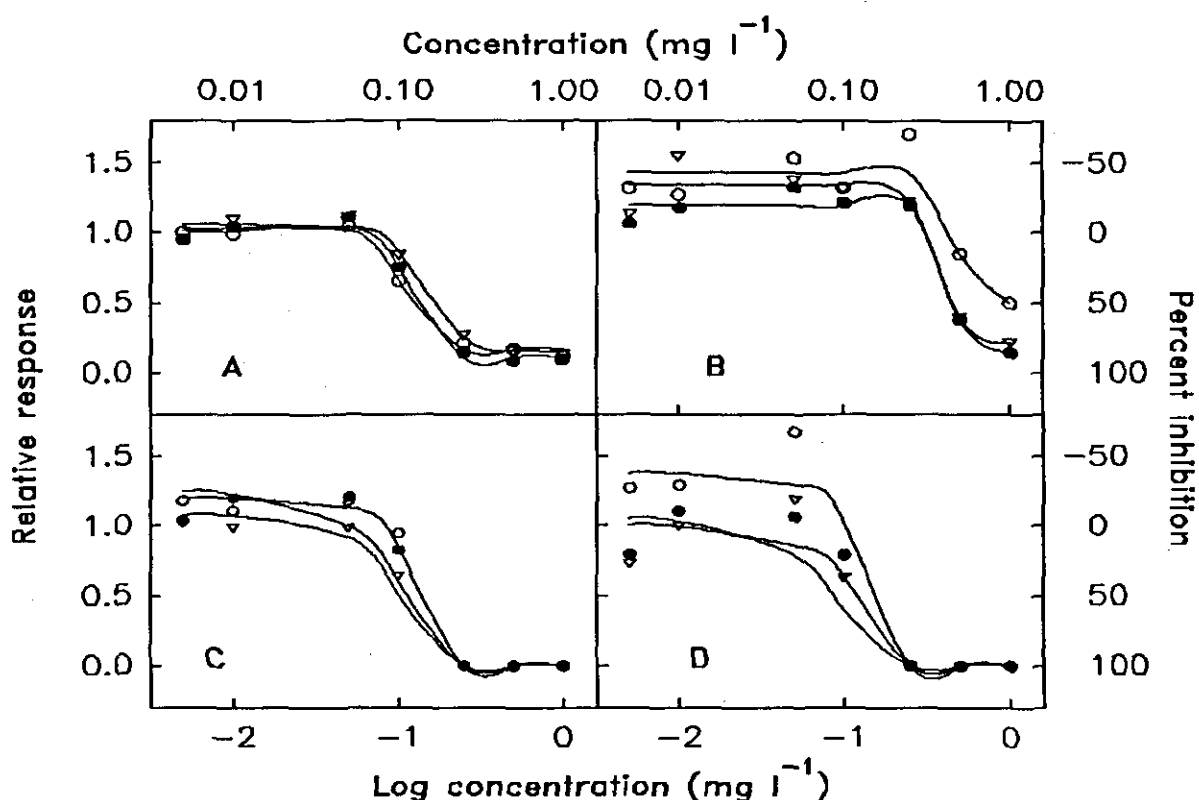 Concentration (mg l⁻¹)
0.01 0.10 1.00 0.01 0.10 1.00
1.5 -50
1.0 0
0.5 50
0.0 A B 100
1.5 -50
1.0 0
0.5 50
0.0 C D 100
Relative response
Percent inhibition
-2 -1 0 -2 -1 0
Log concentration (mg l⁻¹)